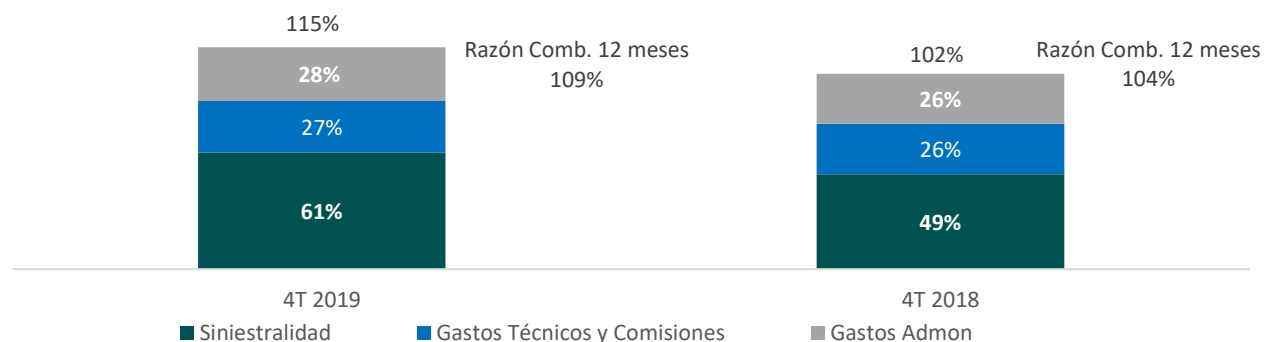 115%
Razón Comb. 12 meses
109%
28%
27%
61%
102%
Razón Comb. 12 meses
104%
26%
26%
49%
4T 2019
4T 2018
Siniestralidad
Gastos Técnicos y Comisiones
Gastos Admon